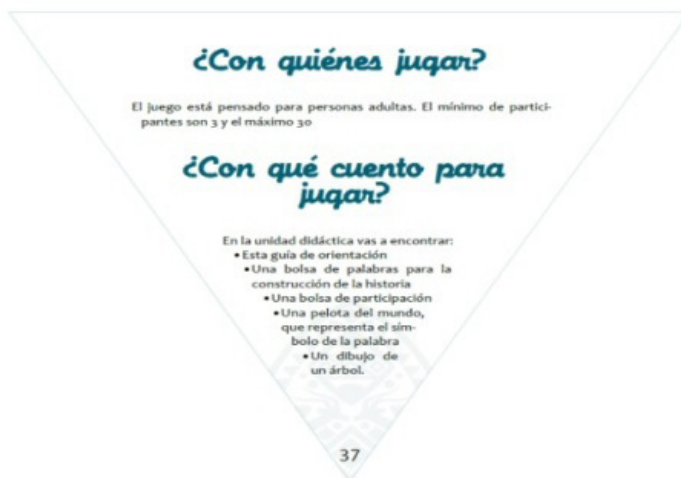 ¿Con quiénes jugar?
El juego está pensado para personas adultas. El mínimo de partici-
pantes son 3 y el máximo 30
¿Con qué cuento para
jugar?
En la unidad didáctica vas a encontrar:
• Esta guía de orientación
• Una bolsa de palabras para la
construcción de la historia
• Una bolsa de participación
• Una pelota del mundo,
que representa el sím-
bolo de la palabra
• Un dibujo de
un árbol.
37